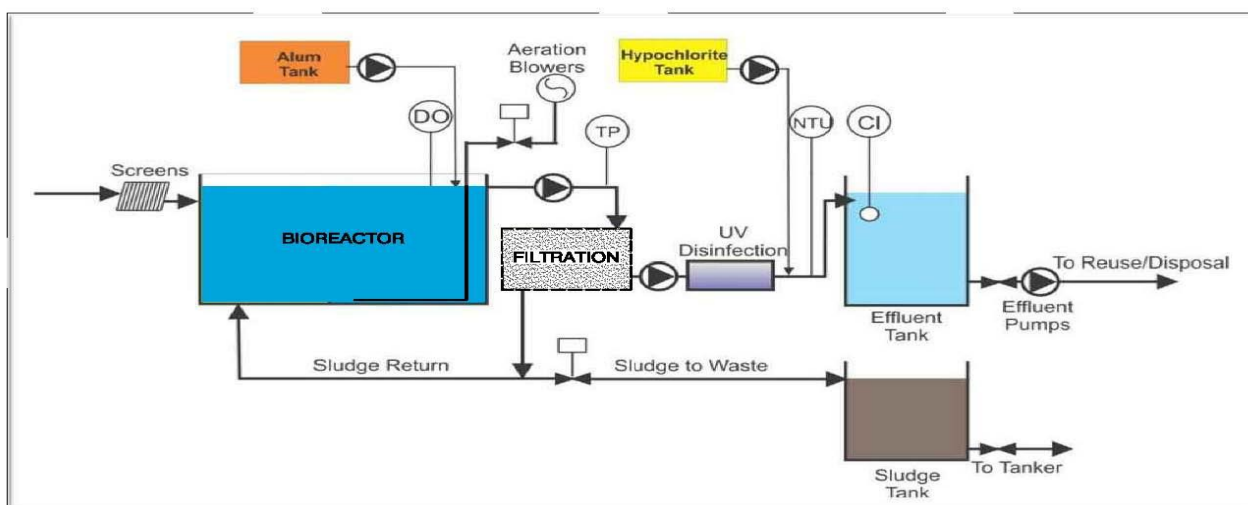 Alum
Tank
Aeration
Blowers
Hypochlorite
Tank
DO
TP
NTU
Cl
Screens
BIOREACTOR
FILTRATION
UV
Disinfection
To Reuse/Disposal
Effluent
Tank
Effluent
Pumps
Sludge Return
Sludge to Waste
Sludge
Tank
To Tanker